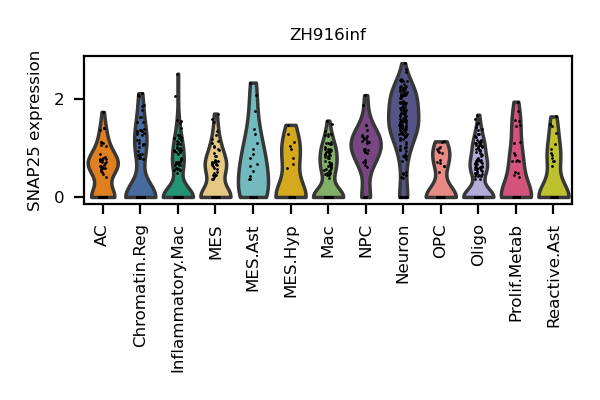 ZH916inf
SNAP25 expression
2
0
AC
Chromatin.Reg
Inflammatory.Mac
MES
MES.Ast
MES.Hyp
Mac
NPC
Neuron
OPC
Oligo
Prolif.Metab
Reactive.Ast